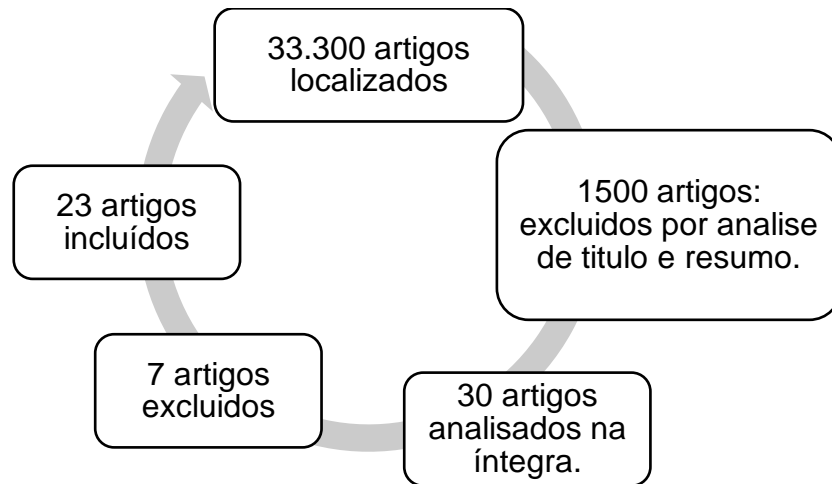 33.300 artigos
localizados
1500 artigos:
excluidos por analise
de titulo e resumo.
30 artigos
analisados na
íntegra.
7 artigos
excluidos
23 artigos
incluídos